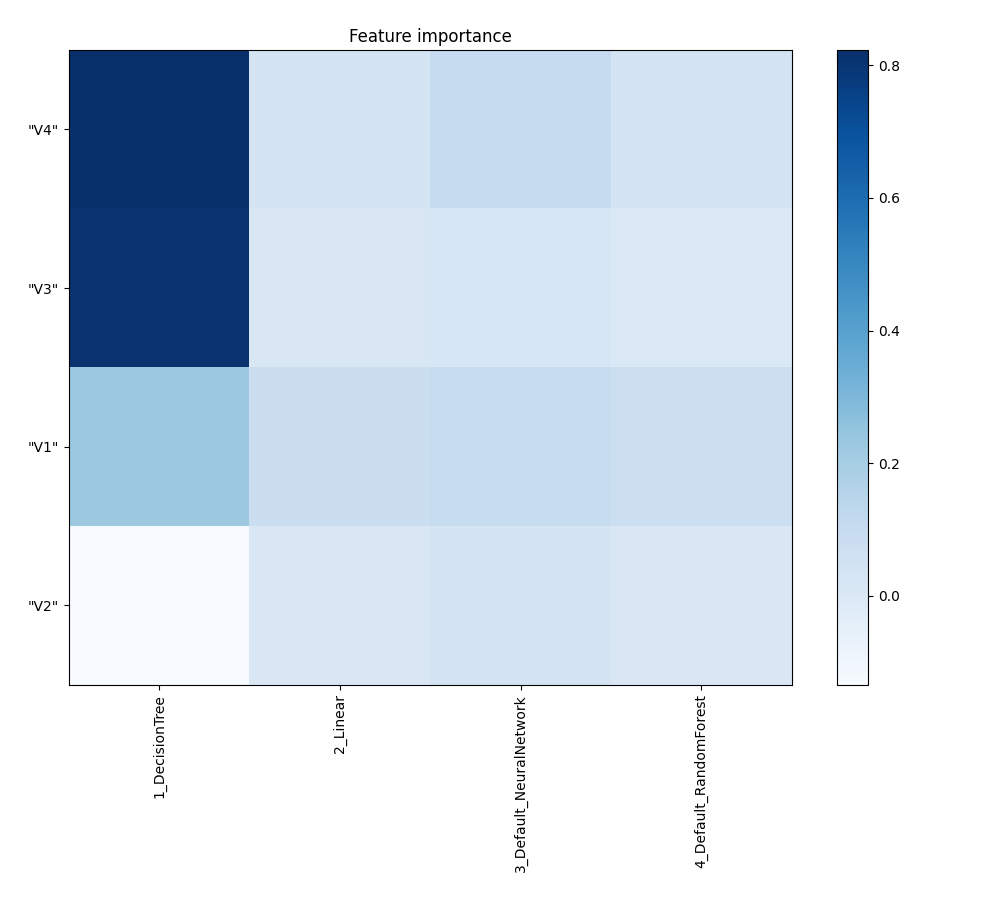 Feature importance
"V4"
"V3"
"V1"
"V2"
1_DecisionTree
2_Linear
3_Default_NeuralNetwork
4_Default_RandomForest
0.8
0.6
0.4
0.2
0.0